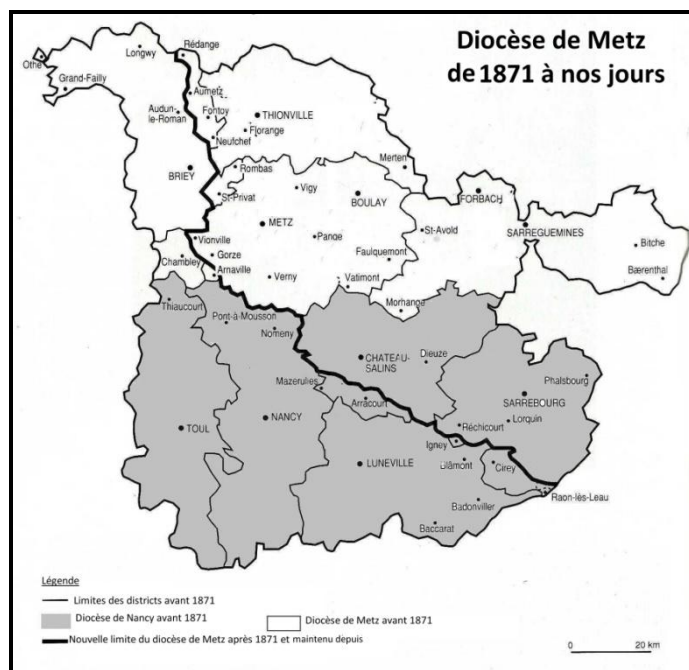 Diocèse de Metz
de 1871 à nos jours
Rédange
Longwy
Othe
Grand-Failly
Aumetz
Audun-
le-Roman
Fontoy
THIONVILLE
Florange
Neufchef
BRIEY
Rombas
Merten
St-Privat
Vigy
BOULAY
FORBACH
METZ
St-Avold
SARREGUEMINES
Vionville
Pange
Bitche
Chambley
Gorze
Faulquemont
Bærenthal
Arnaville
Verny
Vatimont
Thiaucourt
Morhange
Pont-à-Mousson
Nomeny
CHATEAU-
SALINS
Dieuze
Phalsbourg
Mazerulles
SARREBOURG
Arracourt
TOUL
NANCY
Réchicourt
Lorquin
Igney
LUNEVILLE
Blâmont
Cirey
Raon-lès-Leau
Badonviller
Baccarat
Légende
Limites des districts avant 1871
Diocèse de Nancy avant 1871
Diocèse de Metz avant 1871
Nouvelle limite du diocèse de Metz après 1871 et maintenu depuis
0 20 km